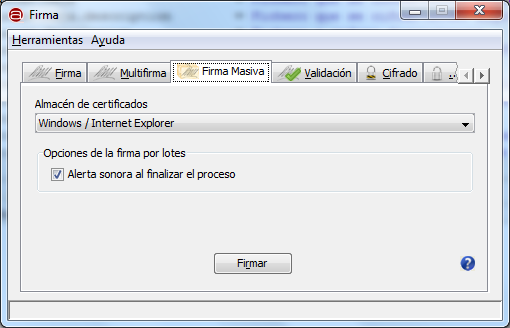 Firma
Herramientas Ayuda
Firma Multifirma Firma Masiva Validación Cifrado ...
Almacén de certificados
Windows / Internet Explorer
Opciones de la firma por lotes
Alerta sonora al finalizar el proceso
Firmar